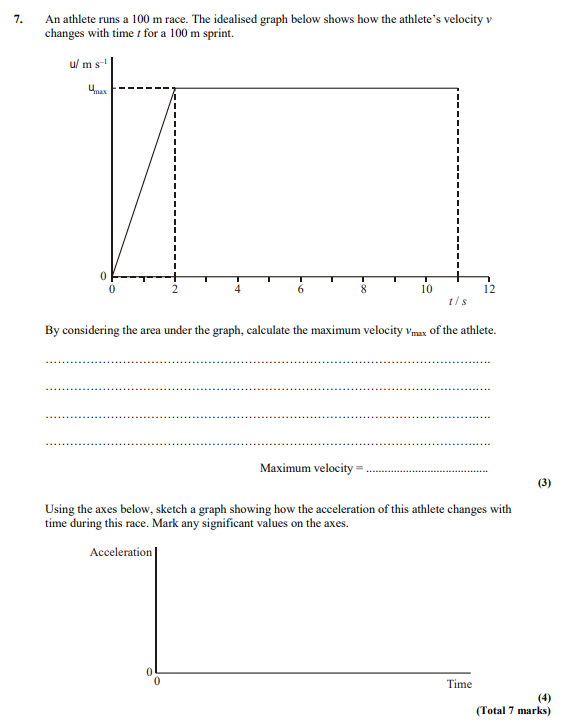 7. An athlete runs a 100 m race. The idealised graph below shows how the athlete's velocity v
changes with time t for a 100 m sprint.
u/ m s⁻¹
uₘₐₓ
0
0 2 4 6 8 10 12
t / s
By considering the area under the graph, calculate the maximum velocity vₘₐₓ of the athlete.
................................................................................
................................................................................
................................................................................
................................................................................
Maximum velocity = ........................................
(3)
Using the axes below, sketch a graph showing how the acceleration of this athlete changes with
time during this race. Mark any significant values on the axes.
Acceleration
0
0 Time
(4)
(Total 7 marks)